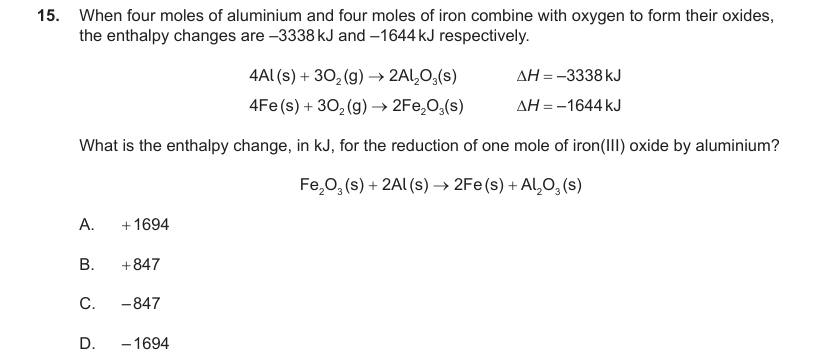 15. When four moles of aluminium and four moles of iron combine with oxygen to form their oxides,
the enthalpy changes are –3338 kJ and –1644 kJ respectively.
4Al (s) + 3O₂ (g) → 2Al₂O₃(s) ΔH = –3338 kJ
4Fe (s) + 3O₂ (g) → 2Fe₂O₃(s) ΔH = –1644 kJ
What is the enthalpy change, in kJ, for the reduction of one mole of iron(III) oxide by aluminium?
Fe₂O₃ (s) + 2Al (s) → 2Fe (s) + Al₂O₃ (s)
A. +1694
B. +847
C. –847
D. –1694